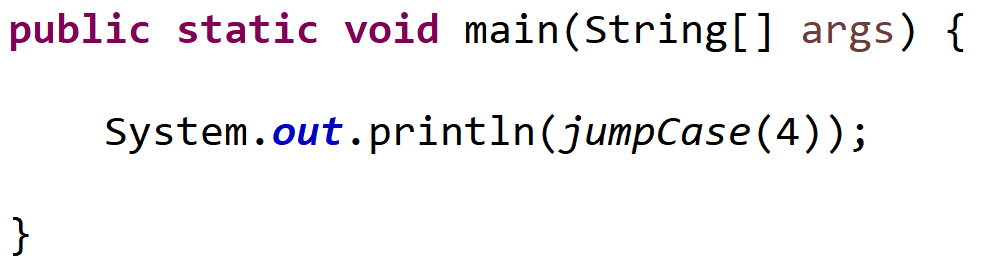 public static void main(String[] args) {
    System.out.println(jumpCase(4));
}